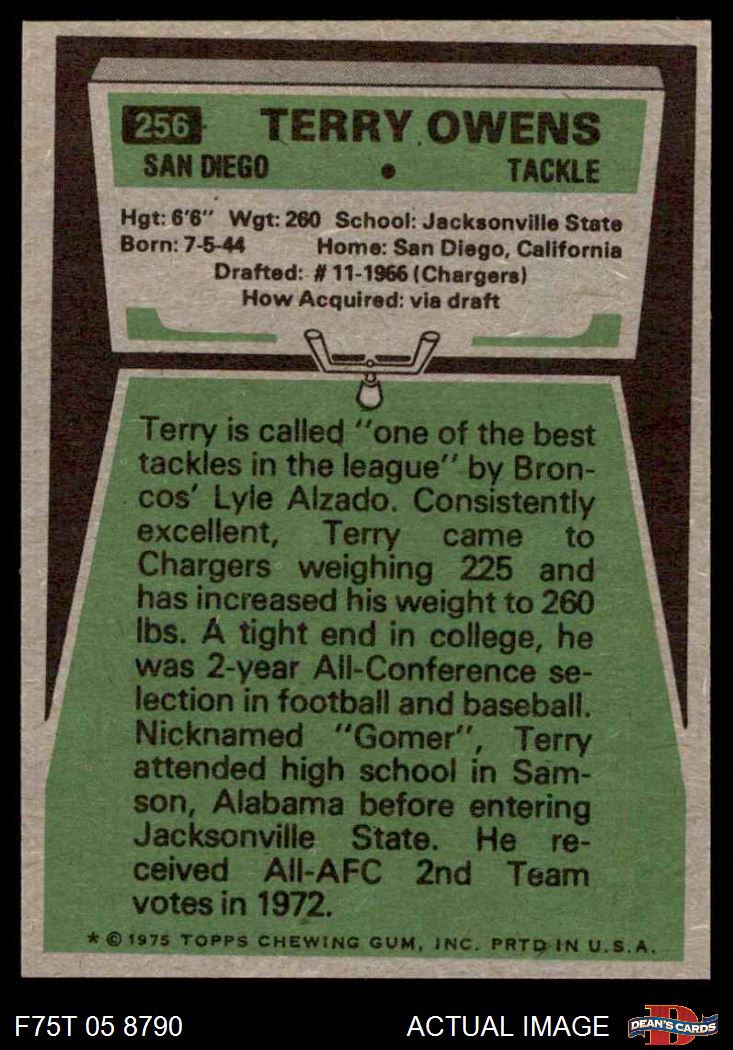 256 TERRY OWENS
SAN DIEGO • TACKLE
Hgt: 6'6" Wgt: 260 School: Jacksonville State
Born: 7-5-44 Home: San Diego, California
Drafted: #11-1966 (Chargers)
How Acquired: via draft
Terry is called "one of the best
tackles in the league" by Bron-
cos' Lyle Alzado. Consistently
excellent, Terry came to
Chargers weighing 225 and
has increased his weight to 260
lbs. A tight end in college, he
was 2-year All-Conference se-
lection in football and baseball.
Nicknamed "Gomer", Terry
attended high school in Sam-
son, Alabama before entering
Jacksonville State. He re-
ceived All-AFC 2nd Team
votes in 1972.
* © 1975 TOPPS CHEWING GUM, INC. PRTD IN U.S.A.
F75T 05 8790 ACTUAL IMAGE DEAN'S CARDS